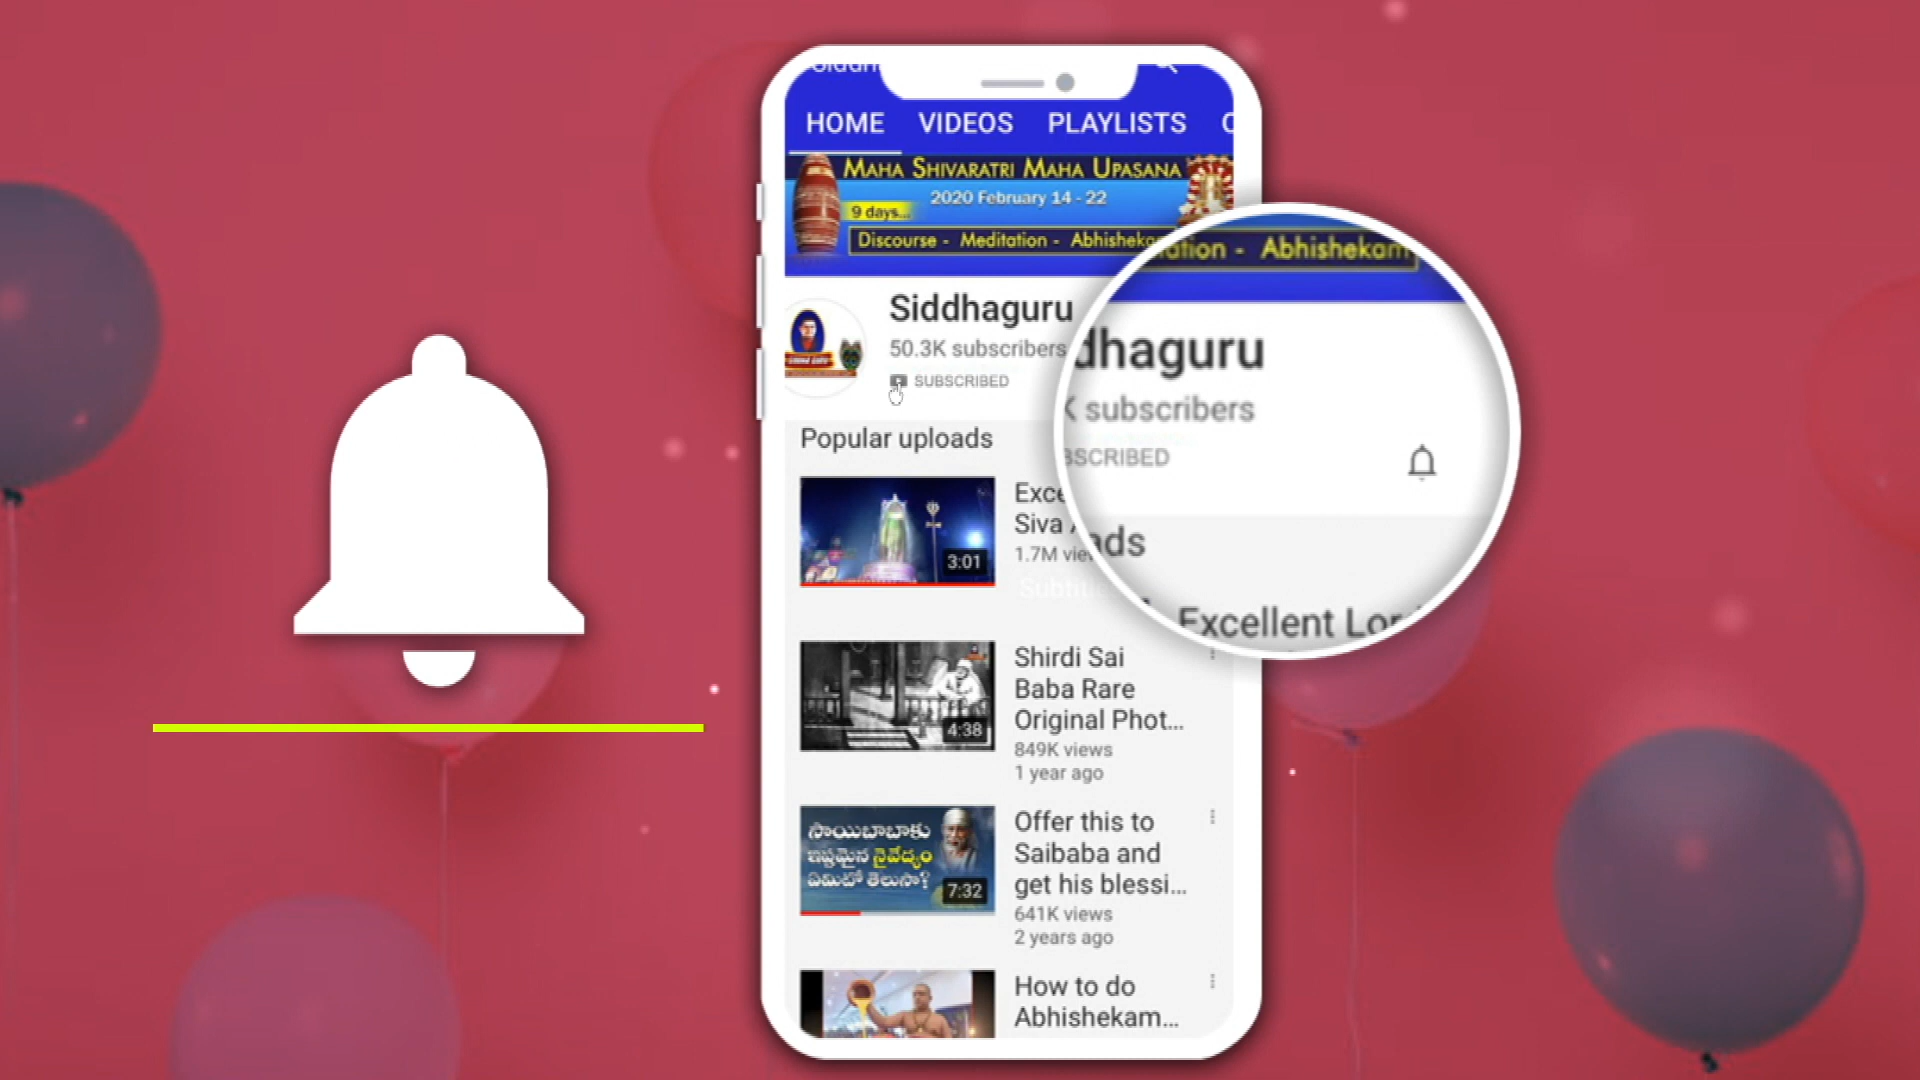 HOME VIDEOS PLAYLISTS
MAHA SHIVARATRI MAHA UPASANA
2020 February 14 - 22
9 days...
Discourse - Meditation - Abhishekam
Abhishekam
Siddhaguru
50.3K subscribers
SUBSCRIBED
dhaguru
K subscribers
BSCRIBED
Popular uploads
ads
Siva
1.7M
3:01
Excellent
Shirdi Sai
Baba Rare
Original Phot...
849K views
1 year ago
4:38
సాయిబాబాకు
ఇష్టమైన నైవేద్యం
ఏమిటో తెలుసా?
7:32
Offer this to
Saibaba and
get his blessi...
641K views
2 years ago
How to do
Abhishekam...